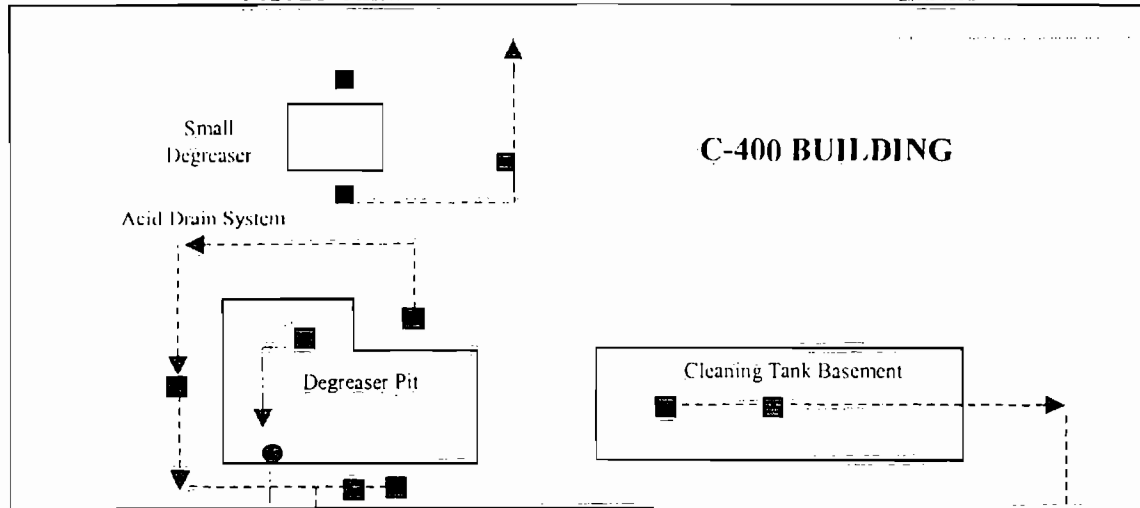 Small
Degreaser
C-400 BUILDING
Acid Drain System
Degreaser Pit
Cleaning Tank Basement